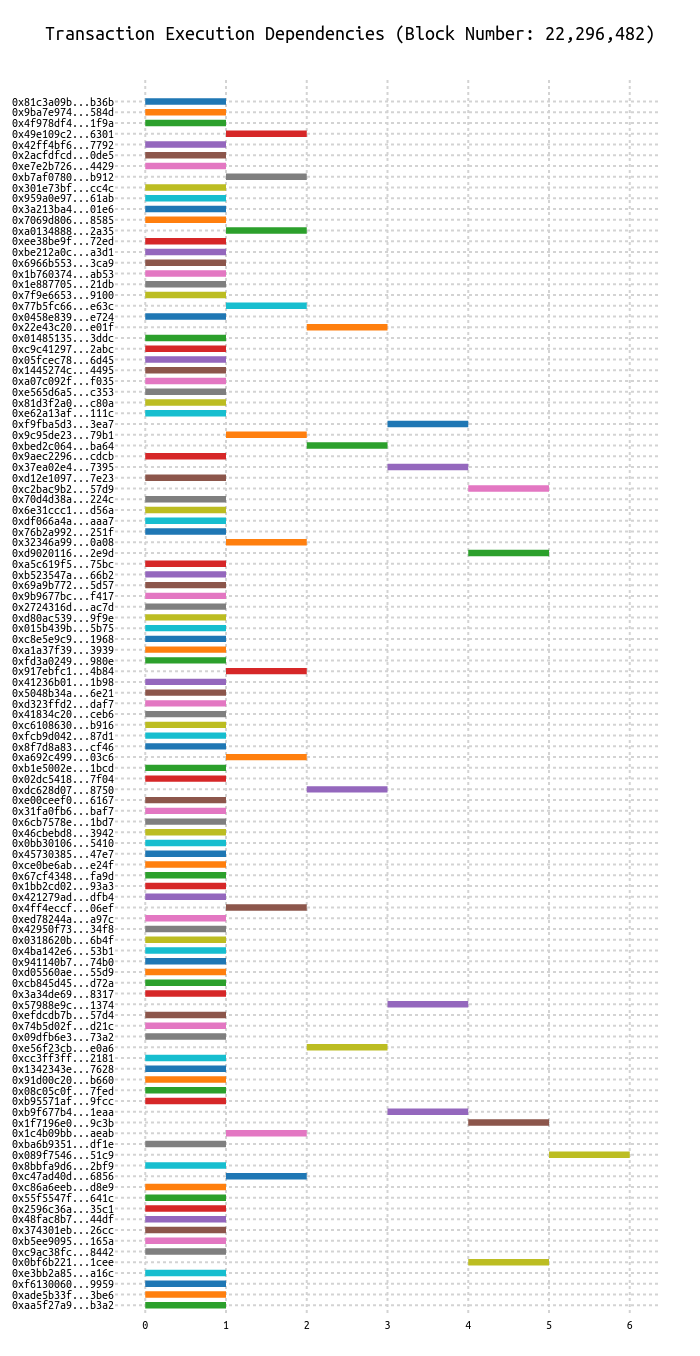 Transaction Execution Dependencies (Block Number: 22,296,482)
0x81c3a09b...b36b
0x9ba7e974...584d
0x4f978df4...1f9a
0x49e109c2...6301
0x42ff4bf6...7792
0x2acfdfcd...0de5
0xe7e2b726...4429
0xb7af0780...b912
0x301e73bf...cc4c
0x959a0e97...61ab
0x3a213ba4...01e6
0x7069d806...8585
0xa0134888...2a35
0xee38be9f...72ed
0xbe212a0c...a3d1
0x6966b553...3ca9
0x1b760374...ab53
0x1e887705...21db
0x7f9e6653...9100
0x77b5fc66...e63c
0x0458e839...e724
0x22e43c20...e01f
0x01485135...3ddc
0xc9c41297...2abc
0x05fcec78...6d45
0x1445274c...4495
0xa07c092f...f035
0xe565d6a5...c353
0x81d3f2a0...c80a
0xe62a13af...111c
0xf9fba5d3...3ea7
0x9c95de23...79b1
0xbed2c064...ba64
0x9aec2296...cdcb
0x37ea02e4...7395
0xd12e1097...7e23
0xc2bac9b2...57d9
0x70d4d38a...224c
0x6e31ccc1...d56a
0xdf066a4a...aaa7
0x76b2a992...251f
0x32346a99...0a08
0xd9020116...2e9d
0xa5c619f5...75bc
0xb523547a...66b2
0x69a9b772...5d57
0x9b9677bc...f417
0x2724316d...ac7d
0xd80ac539...9f9e
0x015b439b...5b75
0xc8e5e9c9...1968
0xa1a37f39...3939
0xfd3a0249...980e
0x917ebfc1...4b84
0x41236b01...1b98
0x5048b34a...6e21
0xd323ffd2...daf7
0x41834c20...ceb6
0xc6108630...b916
0xfcb9d042...87d1
0x8f7d8a83...cf46
0xa692c499...03c6
0xb1e5002e...1bcd
0x02dc5418...7f04
0xdc628d07...8750
0xe00ceef0...6167
0x31fa0fb6...baf7
0x6cb7578e...1bd7
0x46cbebd8...3942
0x0bb30106...5410
0x45730385...47e7
0xce0be6ab...e24f
0x67cf4348...fa9d
0x1bb2cd02...93a3
0x421279ad...dfb4
0x4ff4eccf...06ef
0xed78244a...a97c
0x42950f73...34f8
0x0318620b...6b4f
0x4ba142e6...53b1
0x941140b7...74b0
0xd05560ae...55d9
0xcb845d45...d72a
0x3a34de69...8317
0x57988e9c...1374
0xefdcdb7b...57d4
0x74b5d02f...d21c
0x09dfb6e3...73a2
0xe56f23cb...e0a6
0xcc3ff3ff...2181
0x1342343e...7628
0x91d00c20...b660
0x08c05c0f...7fed
0xb95571af...9fcc
0xb9f677b4...1eaa
0x1f7196e0...9c3b
0x1c4b09bb...aeab
0xba6b9351...df1e
0x089f7546...51c9
0x8bbfa9d6...2bf9
0xc47ad40d...6856
0xc86a6eeb...d8e9
0x55f5547f...641c
0x2596c36a...35c1
0x48fac8b7...44df
0x374301eb...26cc
0xb5ee9095...165a
0xc9ac38fc...8442
0x0bf6b221...1cee
0xe3bb2a85...a16c
0xf6130060...9959
0xade5b33f...3be6
0xaa5f27a9...b3a2
0 1 2 3 4 5 6